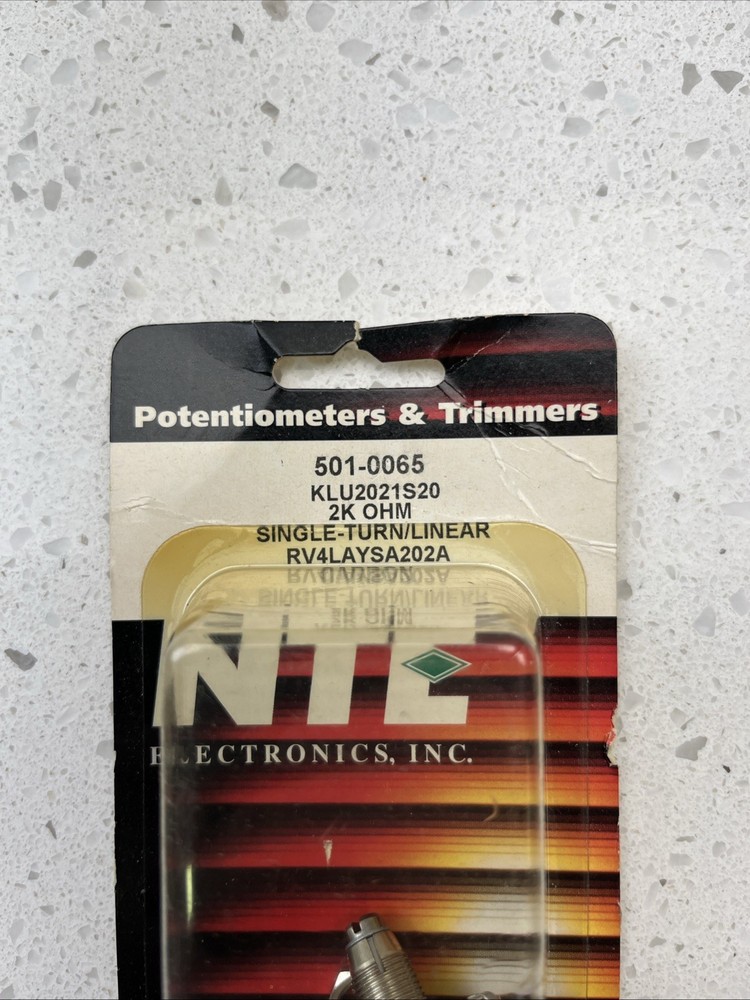 Potentiometers & Trimmers
501-0065
KLU2021S20
2K OHM
SINGLE-TURN/LINEAR
RV4LAYSA202A
NTE
ELECTRONICS, INC.